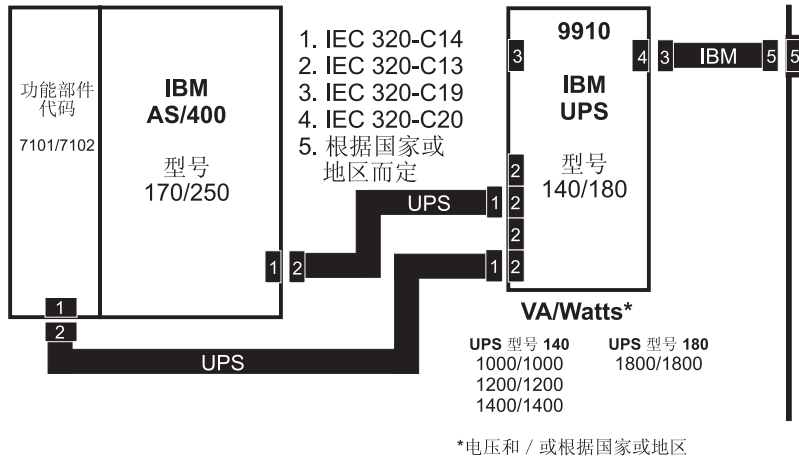 功能部件
代码
7101/7102
IBM
AS/400
型号
170/250
1
2
1
2
1. IEC 320-C14
2. IEC 320-C13
3. IEC 320-C19
4. IEC 320-C20
5. 根据国家或
地区而定
UPS
1
UPS
1
3
9910
IBM
UPS
型号
140/180
2
2
2
2
4
3
IBM
5
5
VA/Watts*
UPS 型号 140
1000/1000
1200/1200
1400/1400
UPS 型号 180
1800/1800
*电压和 / 或根据国家或地区